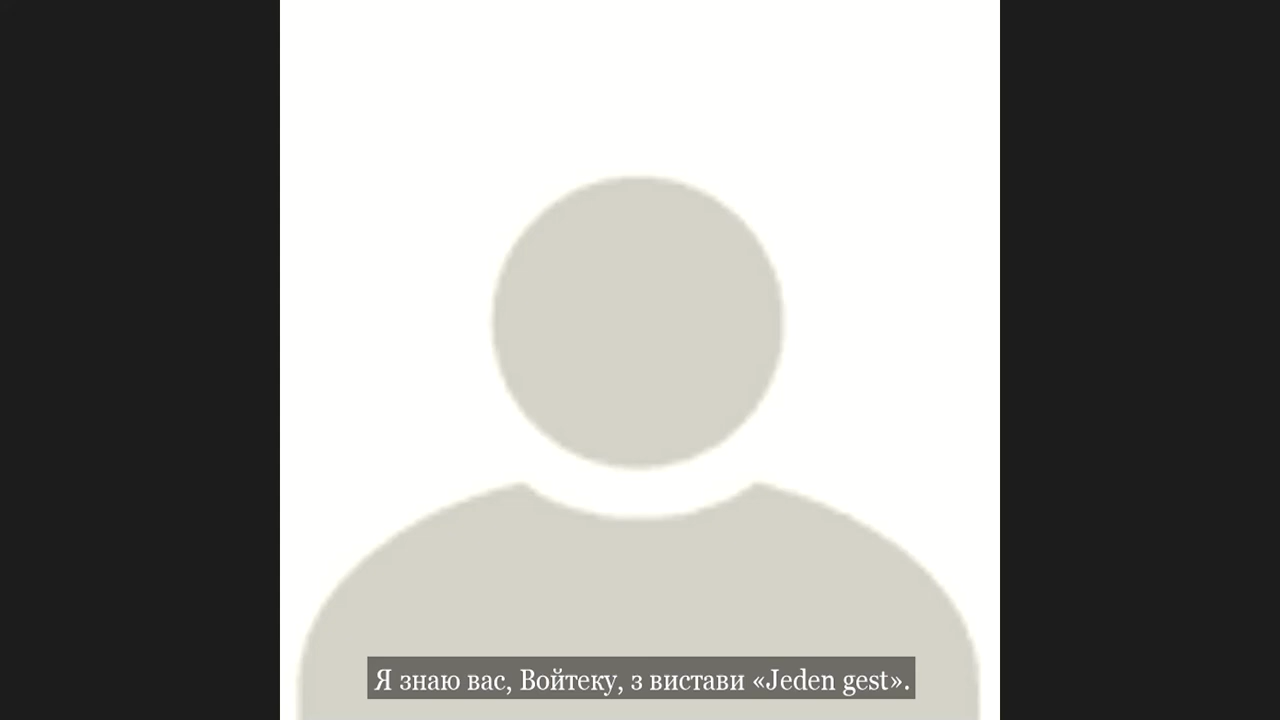 Я знаю вас, Войтеку, з вистави «Jeden gest».